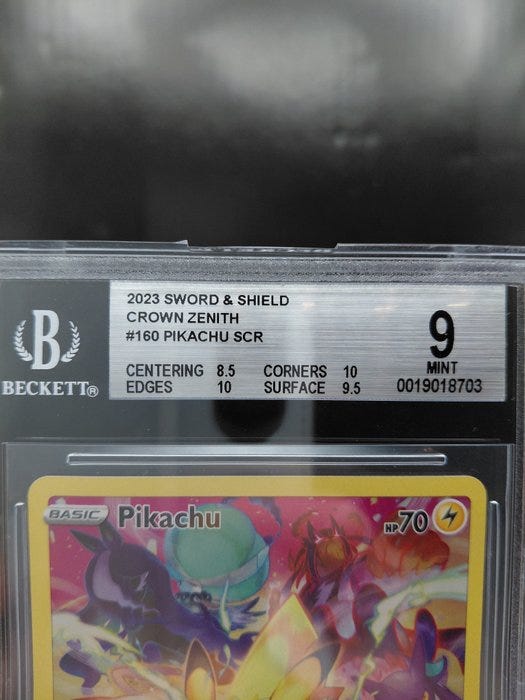 2023 SWORD & SHIELD
CROWN ZENITH
#160 PIKACHU SCR
CENTERING 8.5 CORNERS 10
EDGES 10 SURFACE 9.5
9
MINT
0019018703
B
BECKETT®
BASIC Pikachu HP70